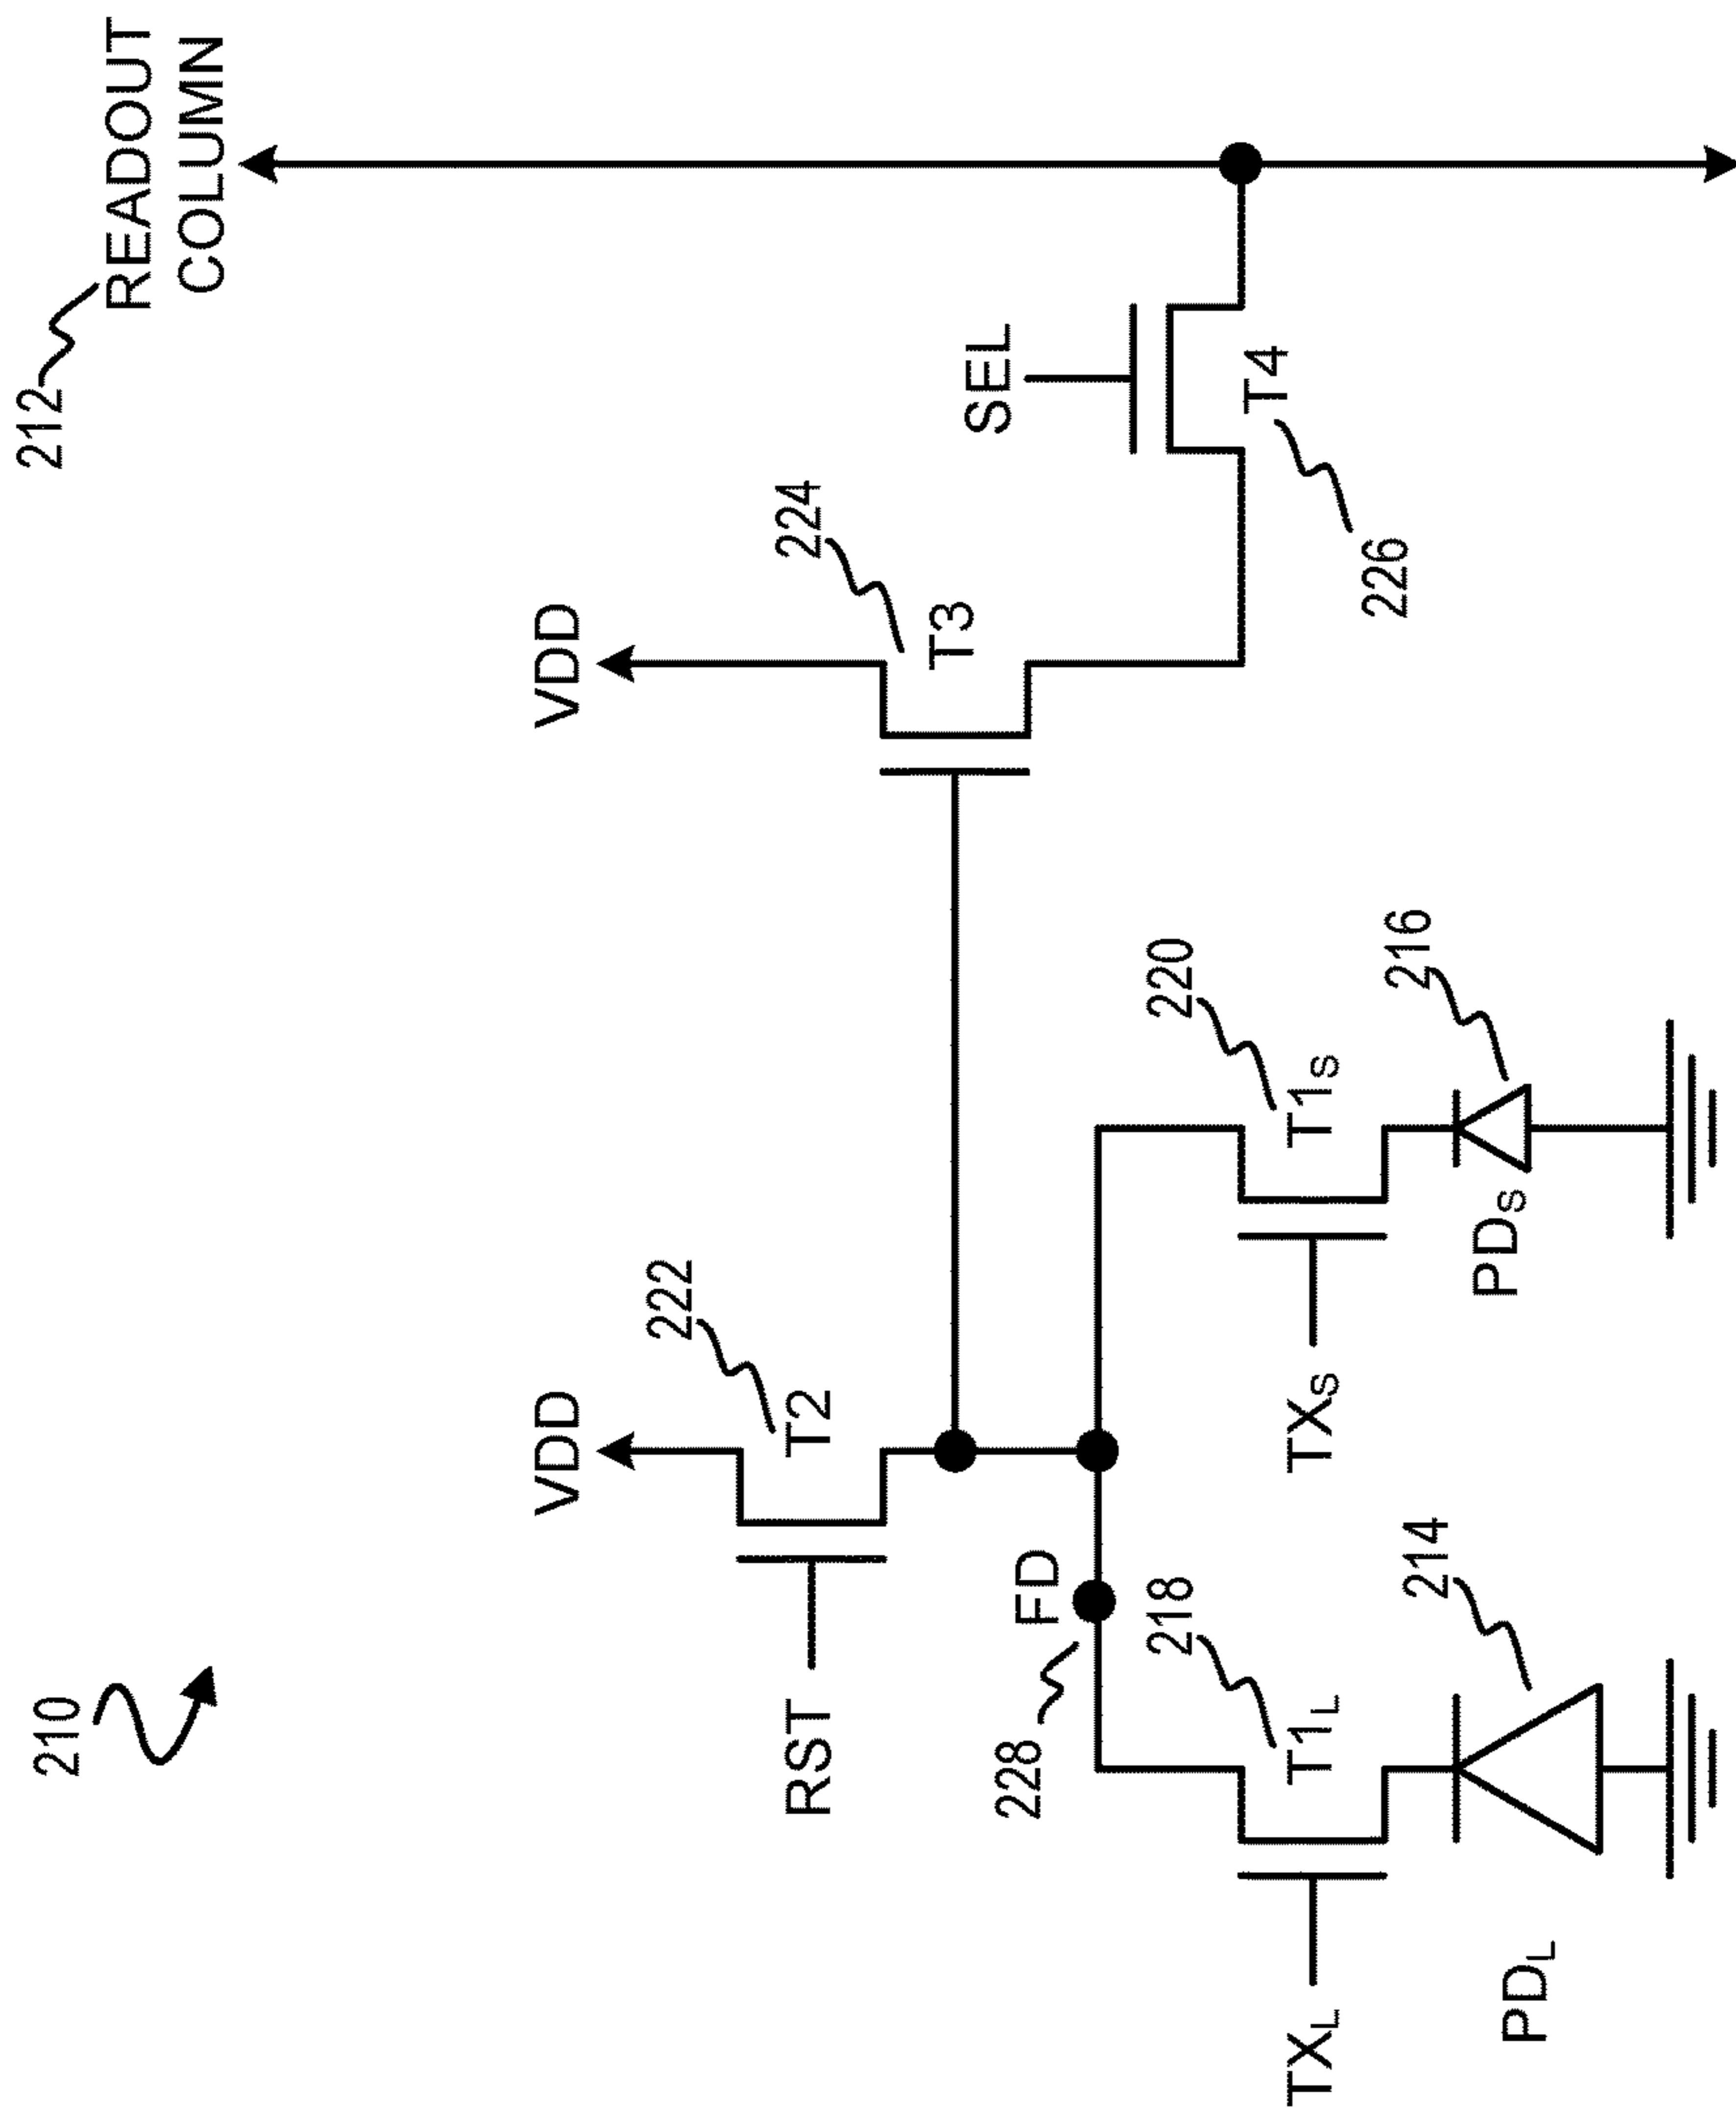 210
212
READOUT
COLUMN
VDD
VDD
222
224
T2
T3
RST
SEL
T4
226
FD
228
218
220
T1L
T1S
TXL
TXS
214
216
PDL
PDS